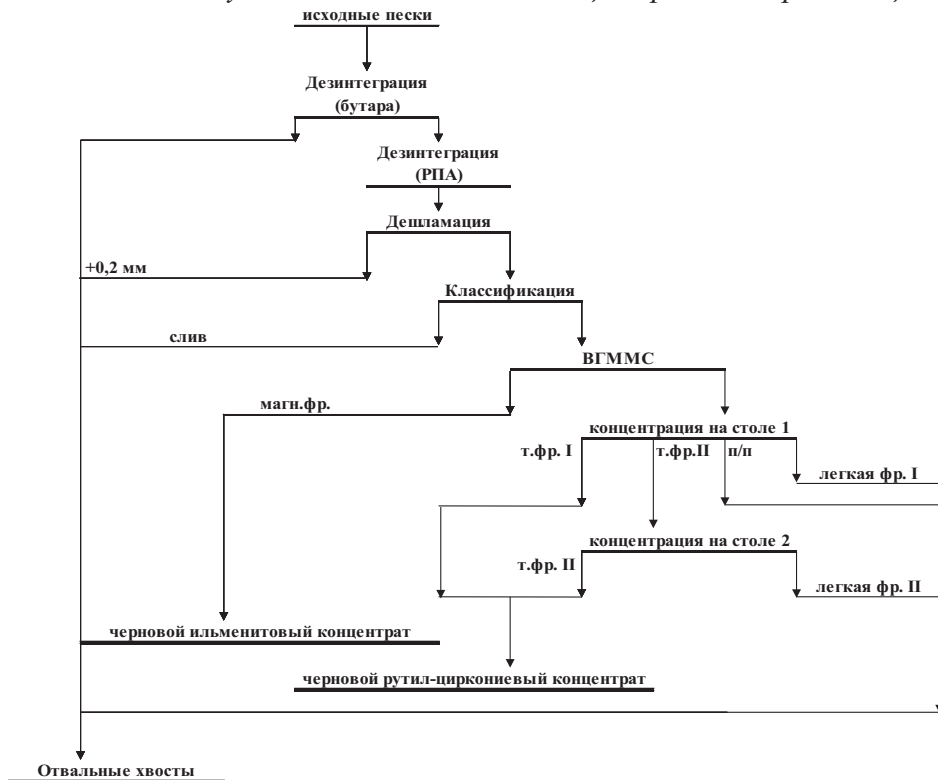 исходные пески
Дезинтеграция
(бутара)
Дезинтеграция
(РПА)
Дешламация
+0,2 мм
Классификация
слив
ВГММС
магн.фр.
концентрация на столе 1
т.фр. I
т.фр.II
п/п
легкая фр. I
концентрация на столе 2
т.фр. II
легкая фр. II
черновой ильменитовый концентрат
черновой рутил-циркониевый концентрат
Отвальные хвосты